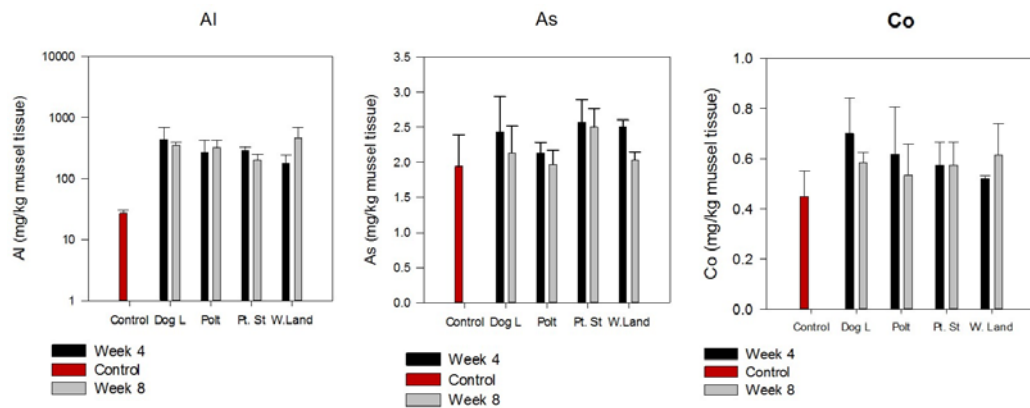 Al
Al (mg/kg mussel tissue)
10000
1000
100
10
1
Control Dog L Polt Pt. St W.Land
Week 4
Control
Week 8
As
As (mg/kg mussel tissue)
3.5
3.0
2.5
2.0
1.5
1.0
0.5
0.0
Control Dog L Polt Pt. St W.Land
Week 4
Control
Week 8
Co
Co (mg/kg mussel tissue)
1.0
0.8
0.6
0.4
0.2
0.0
Control Dog L Polt Pt. St W. Land
Week 4
Control
Week 8